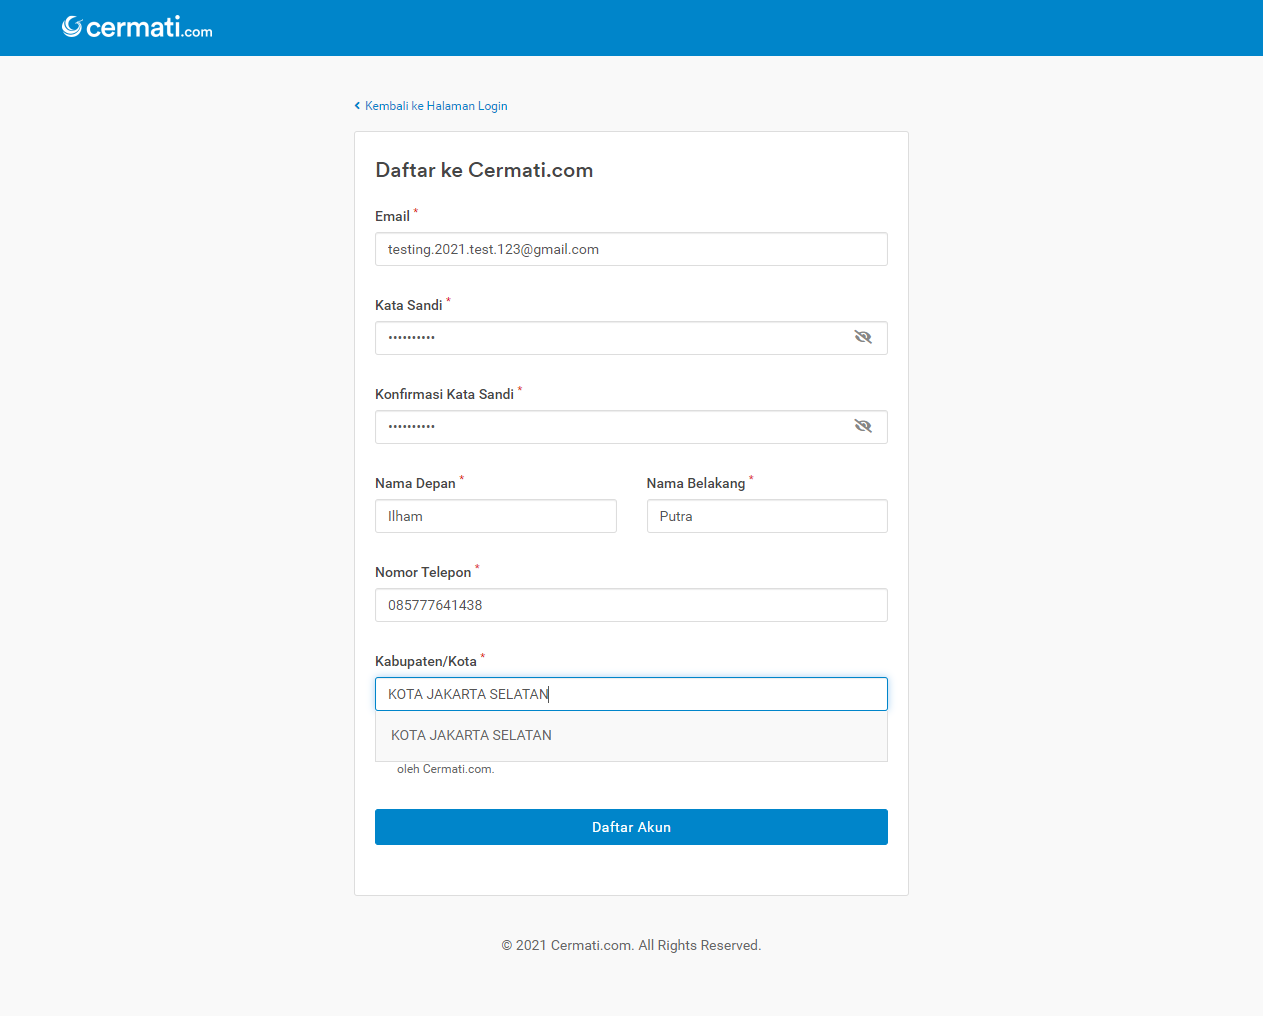 cermati.com
Kembali ke Halaman Login
Daftar ke Cermati.com
Email *
testing.2021.test.123@gmail.com
Kata Sandi *
••••••••••
Konfirmasi Kata Sandi *
••••••••••
Nama Depan * Nama Belakang *
Ilham Putra
Nomor Telepon *
085777641438
Kabupaten/Kota *
KOTA JAKARTA SELATAN
KOTA JAKARTA SELATAN
oleh Cermati.com.
Daftar Akun
© 2021 Cermati.com. All Rights Reserved.